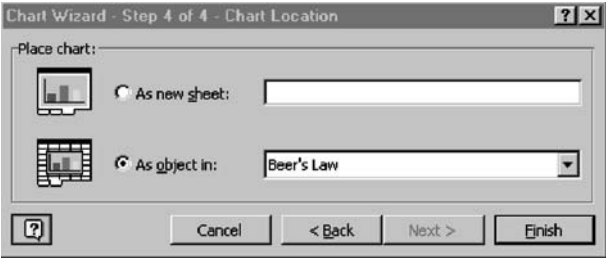 Chart Wizard - Step 4 of 4 - Chart Location
Place chart:
As new sheet:
As object in: Beer's Law
Cancel < Back Next > Finish